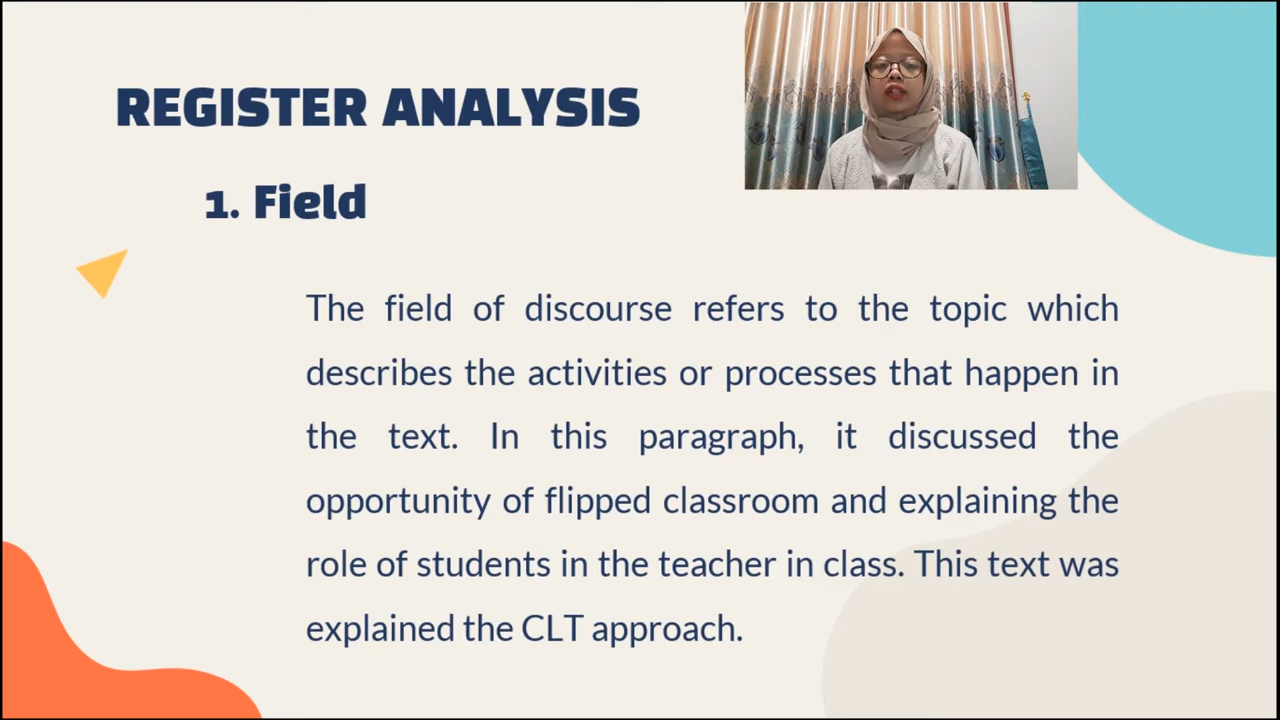 REGISTER ANALYSIS
1. Field
The field of discourse refers to the topic which
describes the activities or processes that happen in
the text. In this paragraph, it discussed the
opportunity of flipped classroom and explaining the
role of students in the teacher in class. This text was
explained the CLT approach.